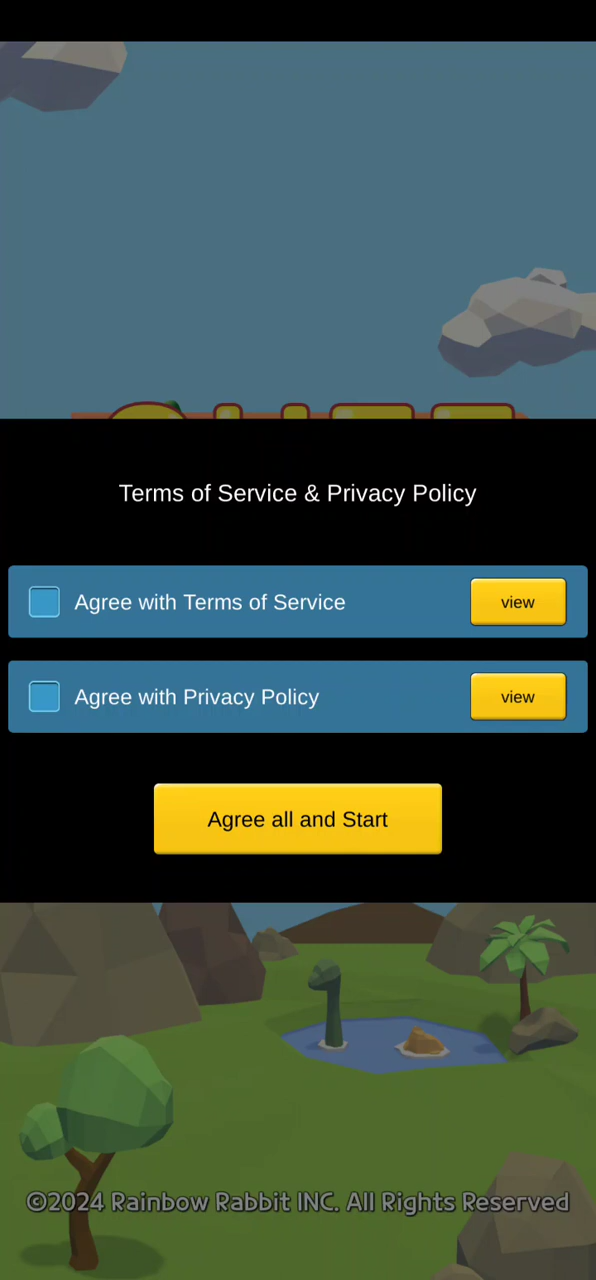 Terms of Service & Privacy Policy
Agree with Terms of Service
view
Agree with Privacy Policy
view
Agree all and Start
©2024 Rainbow Rabbit INC. All Rights Reserved